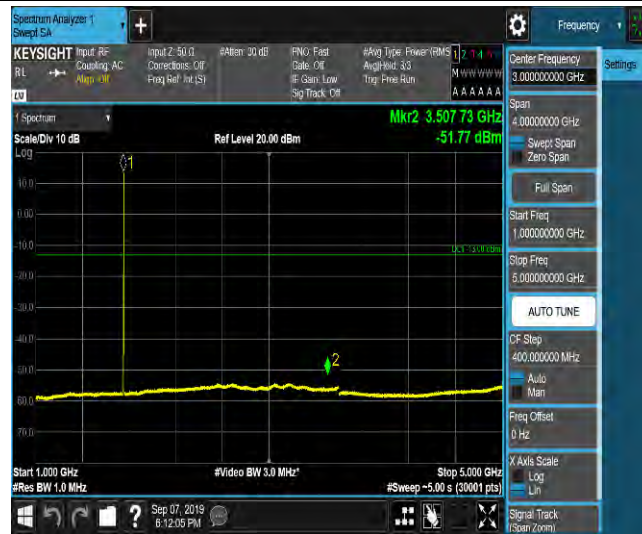 Spectrum Analyzer 1
Swept SA
+
Frequency
Settings
KEYSIGHT
RL
Input: RF
Coupling: AC
Align: Off
Input Z: 50 Ω
Corrections: Off
Freq Ref: Int (S)
#Atten: 30 dB
PNO: Fast
Gate: Off
IF Gain: Low
Sig Track: Off
#Avg Type: Power (RMS
Avg|Hold: 3/3
Trig: Free Run
M W W W W W
A A A A A A
1 Spectrum
Scale/Div 10 dB
Log
Ref Level 20.00 dBm
Mkr2 3.507 73 GHz
-51.77 dBm
1
10.0
0.00
-10.0
DL1 -13.00 dBm
-20.0
-30.0
-40.0
-50.0
2
-60.0
-70.0
Start 1.000 GHz
#Res BW 1.0 MHz
#Video BW 3.0 MHz*
Stop 5.000 GHz
#Sweep ~5.00 s (30001 pts)
Sep 07, 2019
6:12:05 PM
?
Center Frequency
3.000000000 GHz
Span
4.00000000 GHz
Swept Span
Zero Span
Full Span
Start Freq
1.000000000 GHz
Stop Freq
5.000000000 GHz
AUTO TUNE
CF Step
400.000000 MHz
Auto
Man
Freq Offset
0 Hz
X Axis Scale
Log
Lin
Signal Track
(Span Zoom)